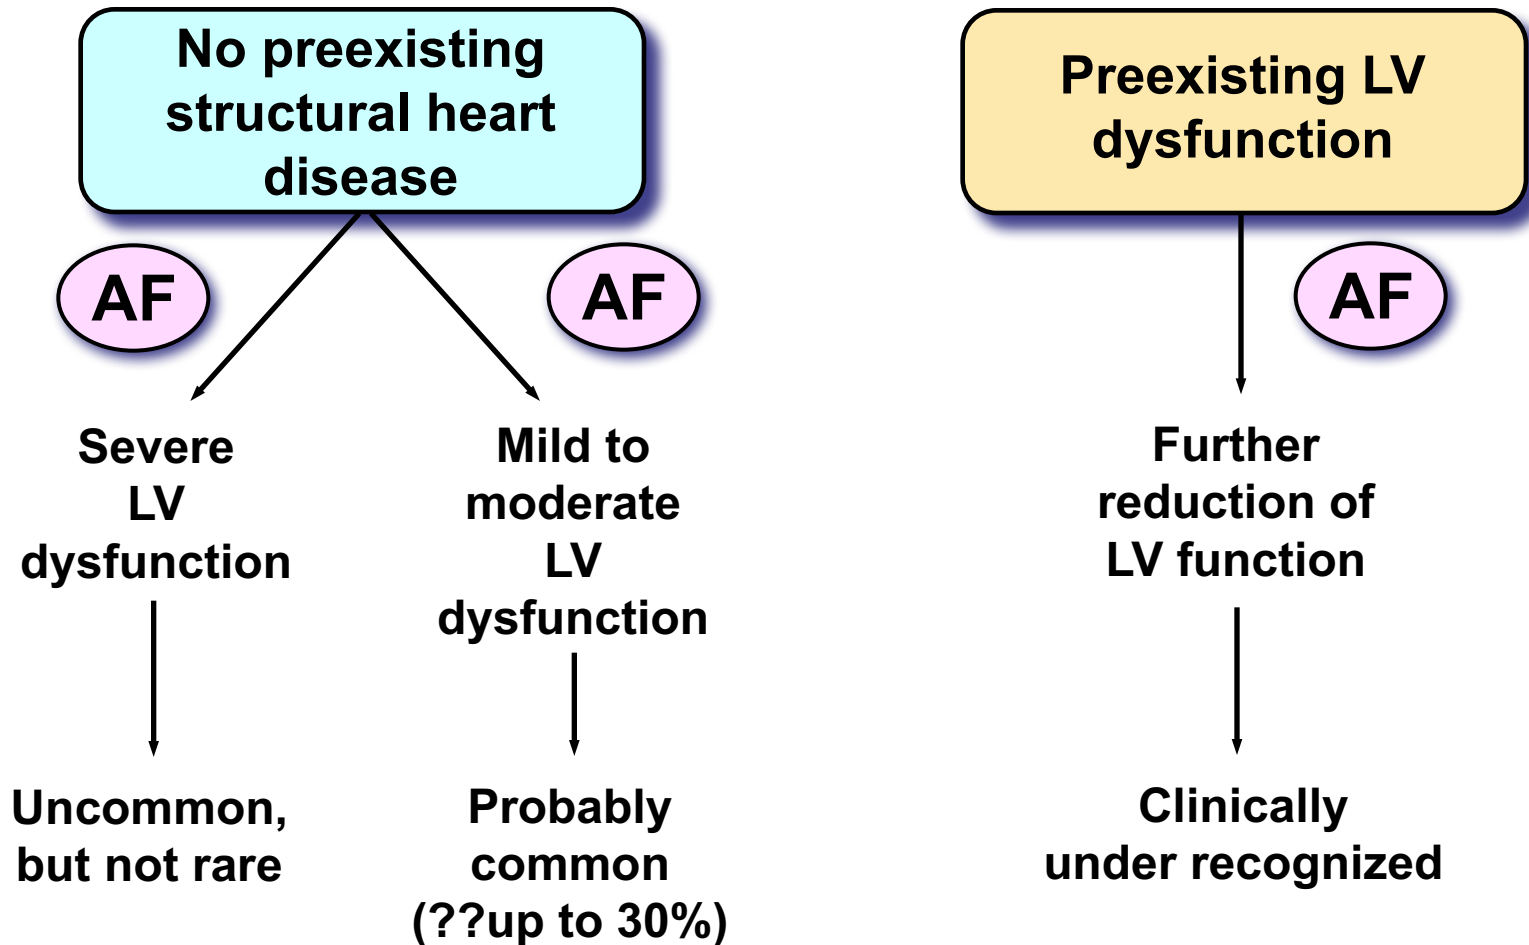 No preexisting
structural heart
disease
AF
AF
Severe
LV
dysfunction
Mild to
moderate
LV
dysfunction
Uncommon,
but not rare
Probably
common
(??up to 30%)
Preexisting LV
dysfunction
AF
Further
reduction of
LV function
Clinically
under recognized